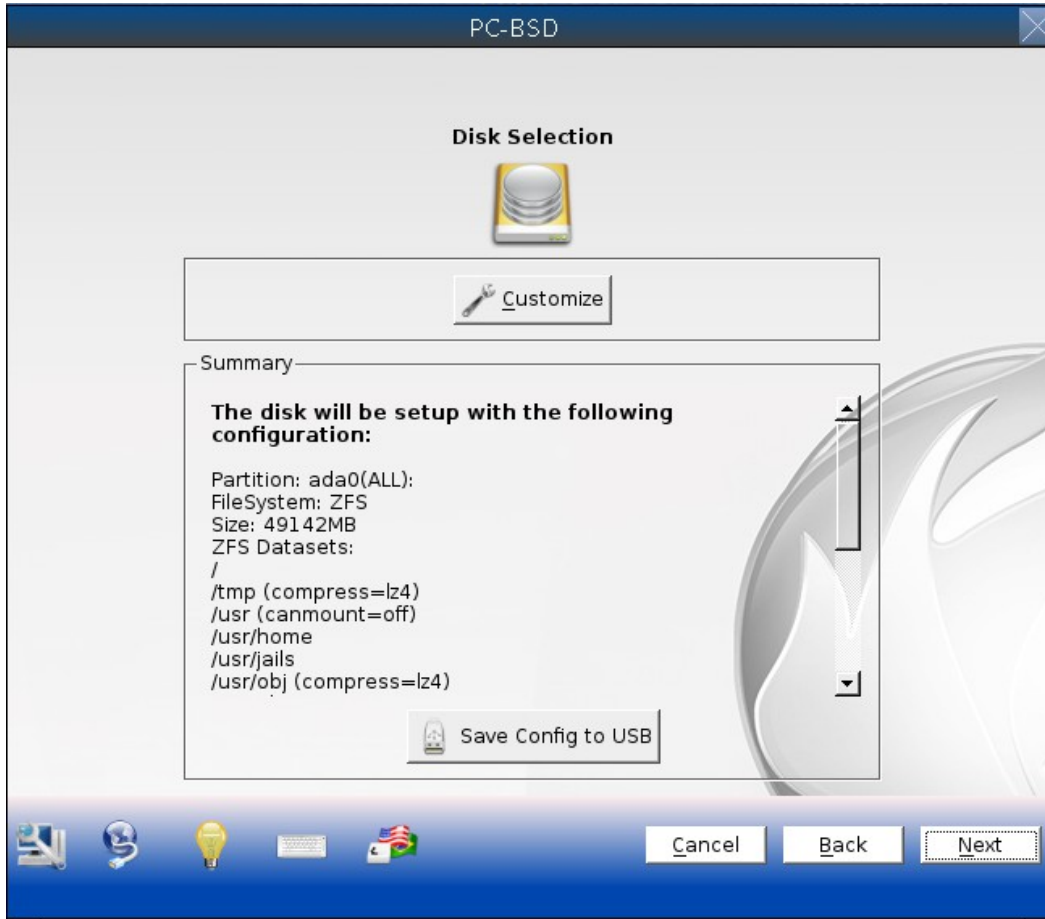 PC-BSD
Disk Selection
Customize
Summary
The disk will be setup with the following
configuration:
Partition: ada0(ALL):
FileSystem: ZFS
Size: 49142MB
ZFS Datasets:
/
/tmp (compress=lz4)
/usr (canmount=off)
/usr/home
/usr/jails
/usr/obj (compress=lz4)
Save Config to USB
Cancel
Back
Next